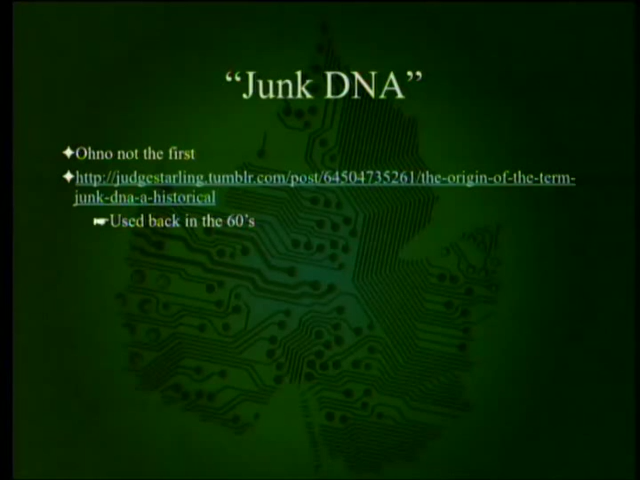 “Junk DNA”
Ohno not the first
http://judgestarling.tumblr.com/post/64504735261/the-origin-of-the-term-
junk-dna-a-historical
Used back in the 60’s